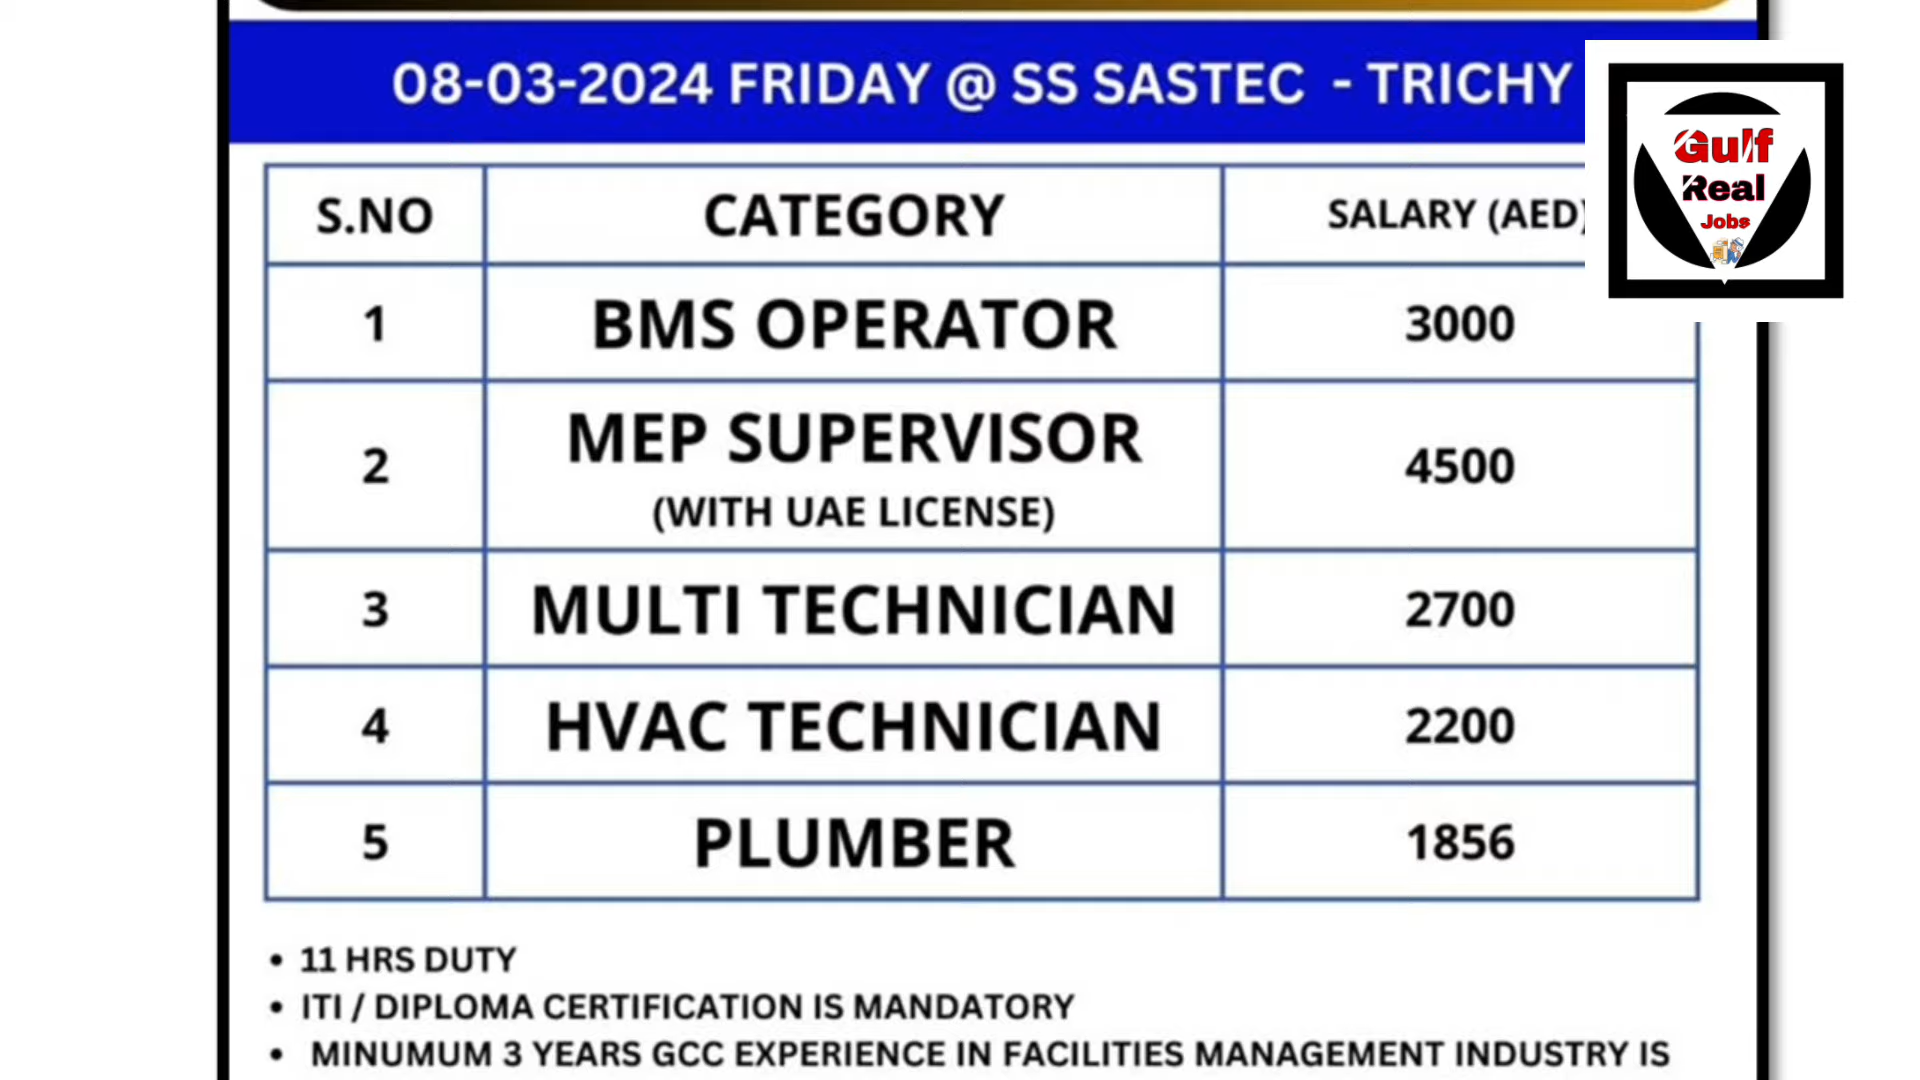 08-03-2024 FRIDAY @ SS SASTEC - TRICHY
Gulf
Real
Jobs
S.NO CATEGORY SALARY (AED)
1 BMS OPERATOR 3000
2 MEP SUPERVISOR 4500
(WITH UAE LICENSE)
3 MULTI TECHNICIAN 2700
4 HVAC TECHNICIAN 2200
5 PLUMBER 1856
• 11 HRS DUTY
• ITI / DIPLOMA CERTIFICATION IS MANDATORY
• MINUMUM 3 YEARS GCC EXPERIENCE IN FACILITIES MANAGEMENT INDUSTRY IS